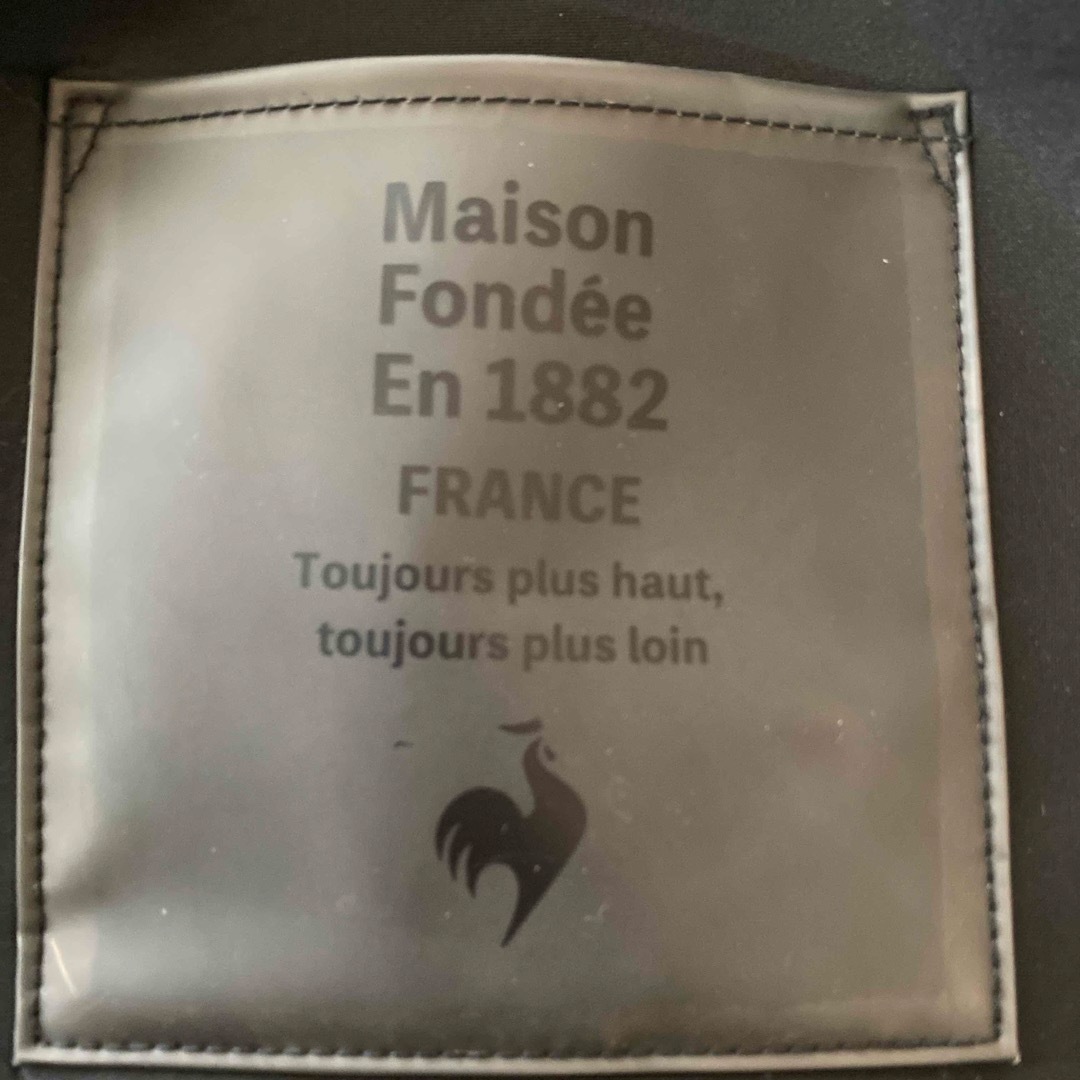 Maison
Fondée
En 1882
FRANCE
Toujours plus haut,
toujours plus loin